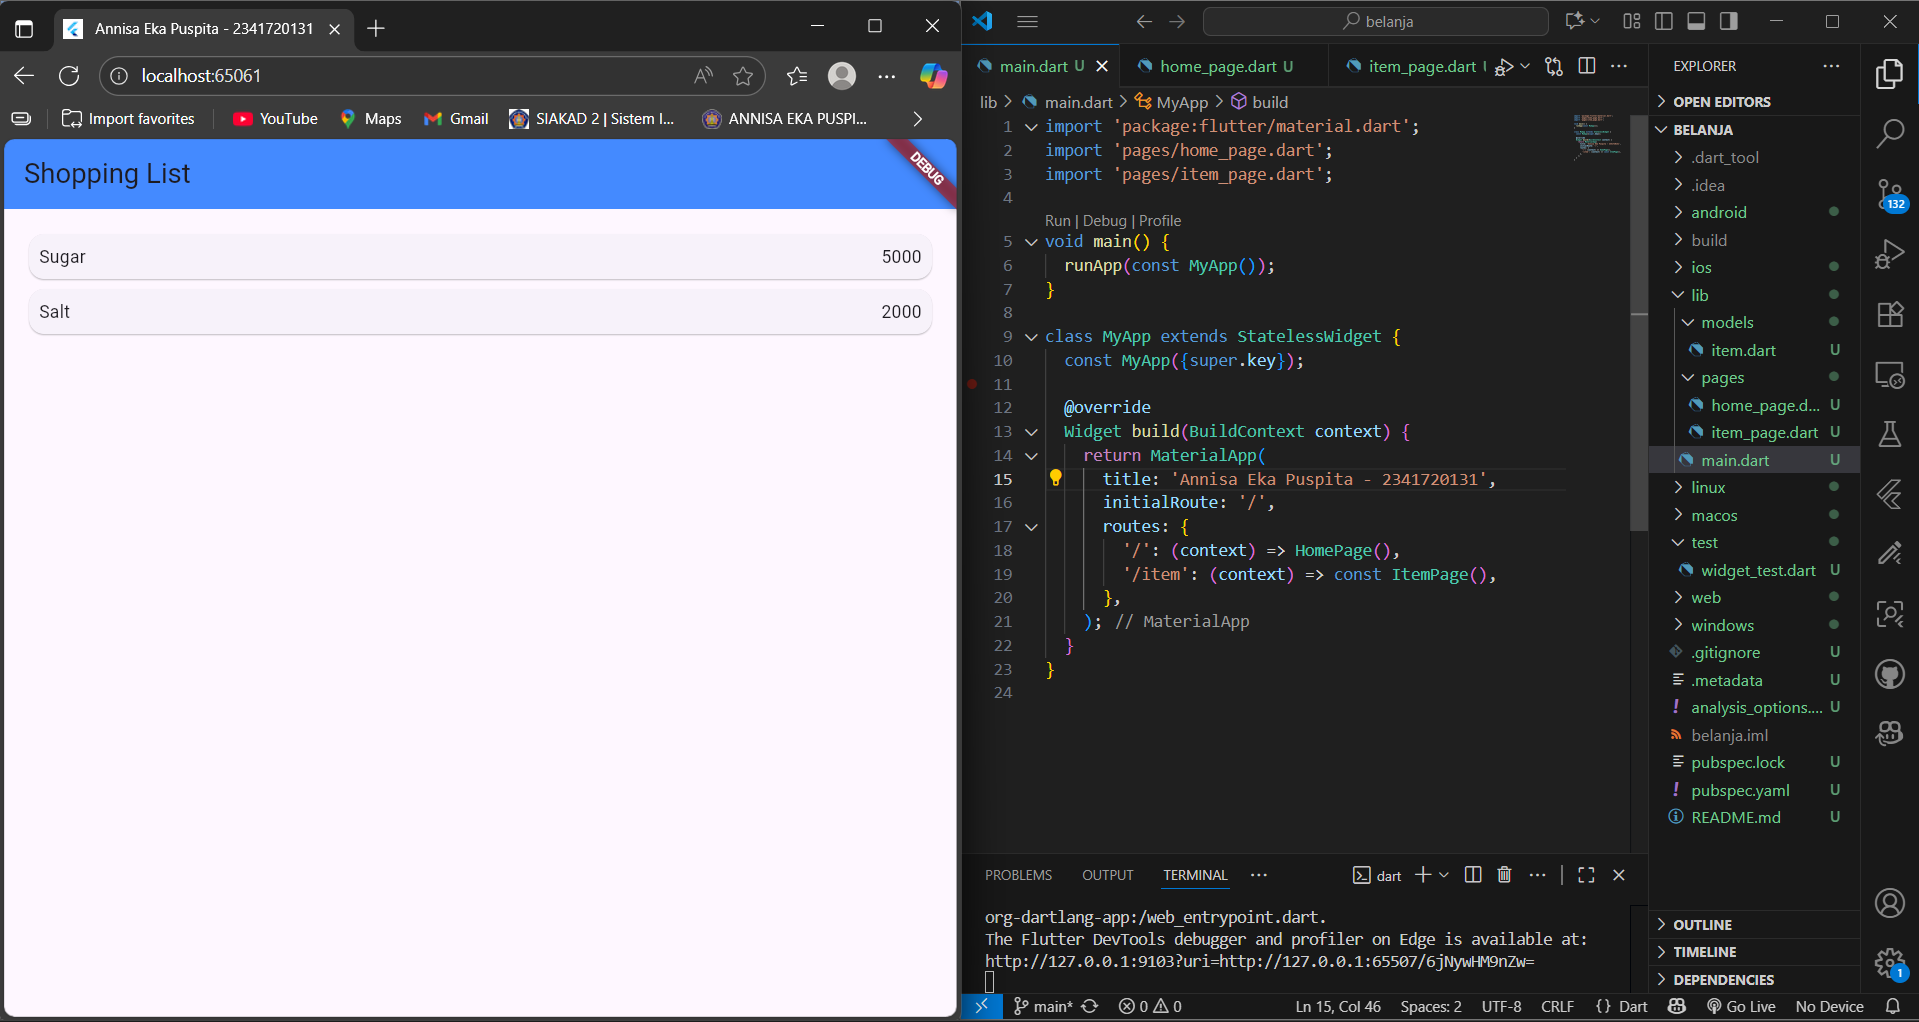 Annisa Eka Puspita - 2341720131
localhost:65061
Import favorites
YouTube
Maps
Gmail
SIAKAD 2 | Sistem I...
ANNISA EKA PUSPI...
Shopping List
DEBUG
Sugar 5000
Salt 2000
belanja
main.dart U
home_page.dart U
item_page.dart
lib > main.dart > MyApp > build
1 import 'package:flutter/material.dart';
2 import 'pages/home_page.dart';
3 import 'pages/item_page.dart';
4
Run | Debug | Profile
5 void main() {
6 runApp(const MyApp());
7 }
8
9 class MyApp extends StatelessWidget {
10 const MyApp({super.key});
11
12 @override
13 Widget build(BuildContext context) {
14 return MaterialApp(
15 title: 'Annisa Eka Puspita - 2341720131',
16 initialRoute: '/',
17 routes: {
18 '/': (context) => HomePage(),
19 '/item': (context) => const ItemPage(),
20 },
21 ); // MaterialApp
22 }
23 }
24
PROBLEMS
OUTPUT
TERMINAL
dart
org-dartlang-app:/web_entrypoint.dart.
The Flutter DevTools debugger and profiler on Edge is available at:
http://127.0.0.1:9103?uri=http://127.0.0.1:65507/6jNywHM9nZw=
EXPLORER
OPEN EDITORS
BELANJA
.dart_tool
.idea
android
build
ios
lib
models
item.dart U
pages
home_page.d... U
item_page.dart U
main.dart U
linux
macos
test
widget_test.dart U
web
windows
.gitignore U
.metadata U
analysis_options.... U
belanja.iml
pubspec.lock U
pubspec.yaml U
README.md U
OUTLINE
TIMELINE
DEPENDENCIES
132
1
main*
0 0
Ln 15, Col 46
Spaces: 2
UTF-8
CRLF
{} Dart
Go Live
No Device